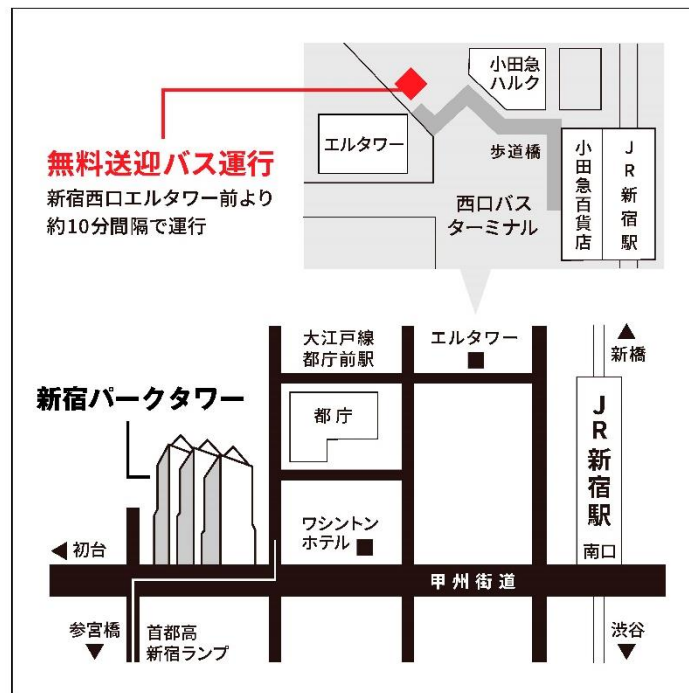 小田急
ハルク
エルタワー
歩道橋
小田急百貨店
JR新宿駅
西口バス
ターミナル
無料送迎バス運行
新宿西口エルタワー前より
約10分間隔で運行
大江戸線
都庁前駅
エルタワー
新橋
新宿パークタワー
都庁
JR新宿駅
ワシントン
ホテル
初台
南口
甲州街道
参宮橋
首都高
新宿ランプ
渋谷